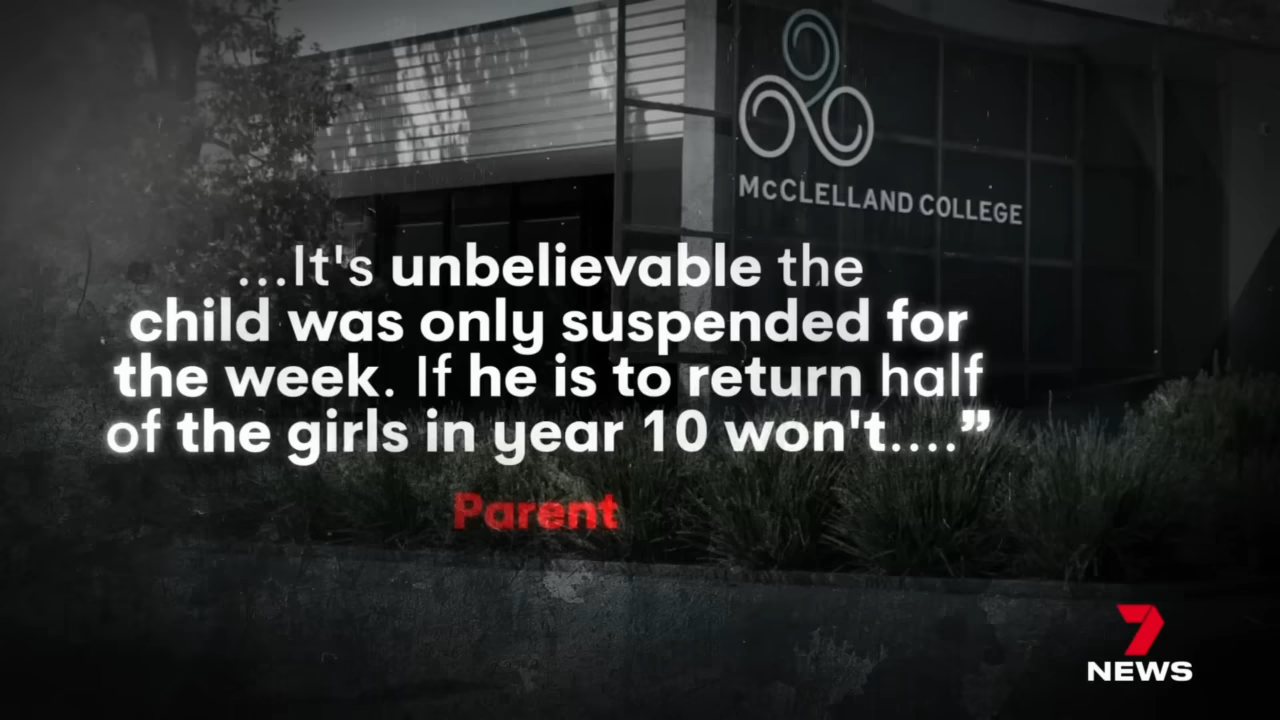 McCLELLAND COLLEGE
...It's unbelievable the
child was only suspended for
the week. If he is to return half
of the girls in year 10 won't....”
Parent
7
NEWS